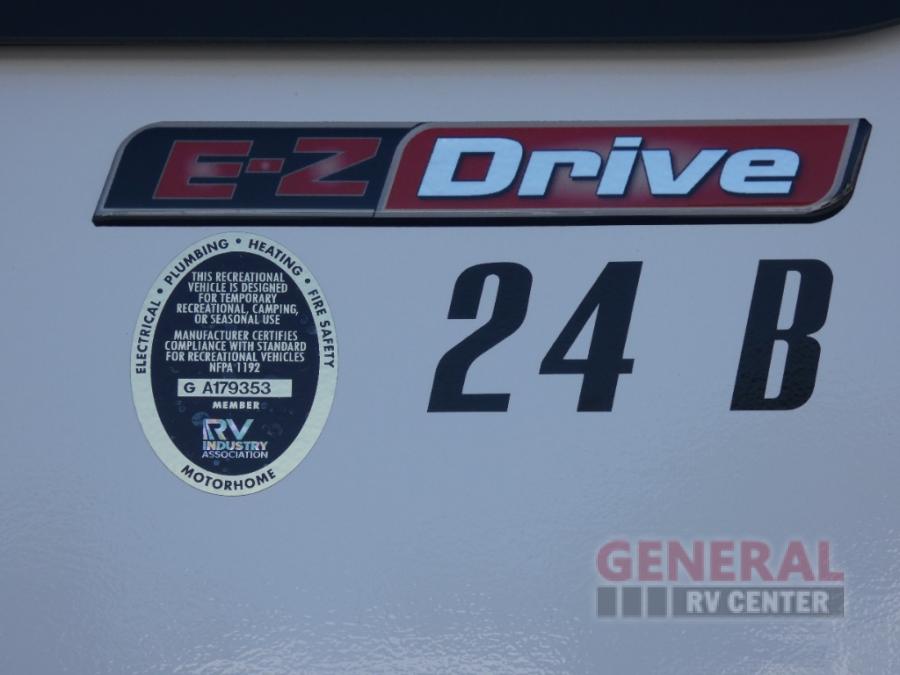 E-Z Drive
24 B
ELECTRICAL • PLUMBING • HEATING • FIRE SAFETY
THIS RECREATIONAL
VEHICLE IS DESIGNED
FOR TEMPORARY
RECREATIONAL, CAMPING,
OR SEASONAL USE
MANUFACTURER CERTIFIES
COMPLIANCE WITH STANDARD
FOR RECREATIONAL VEHICLES
NFPA 1192
G A179353
MEMBER
RV
INDUSTRY
ASSOCIATION
MOTORHOME
GENERAL
RV CENTER